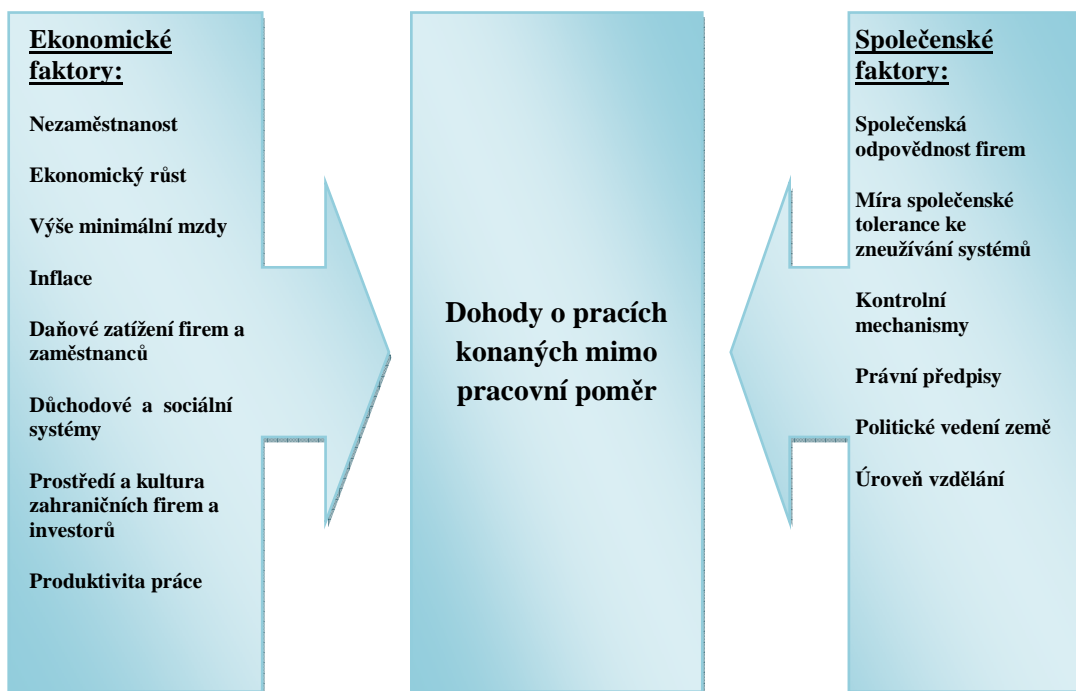 Ekonomické
faktory:
Nezaměstnanost
Ekonomický růst
Výše minimální mzdy
Inflace
Daňové zatížení firem a
zaměstnanců
Důchodové a sociální
systémy
Prostředí a kultura
zahraničních firem a
investorů
Produktivita práce
Dohody o pracích
konaných mimo
pracovní poměr
Společenské
faktory:
Společenská
odpovědnost firem
Míra společenské
tolerance ke
zneužívání systémů
Kontrolní
mechanismy
Právní předpisy
Politické vedení země
Úroveň vzdělání